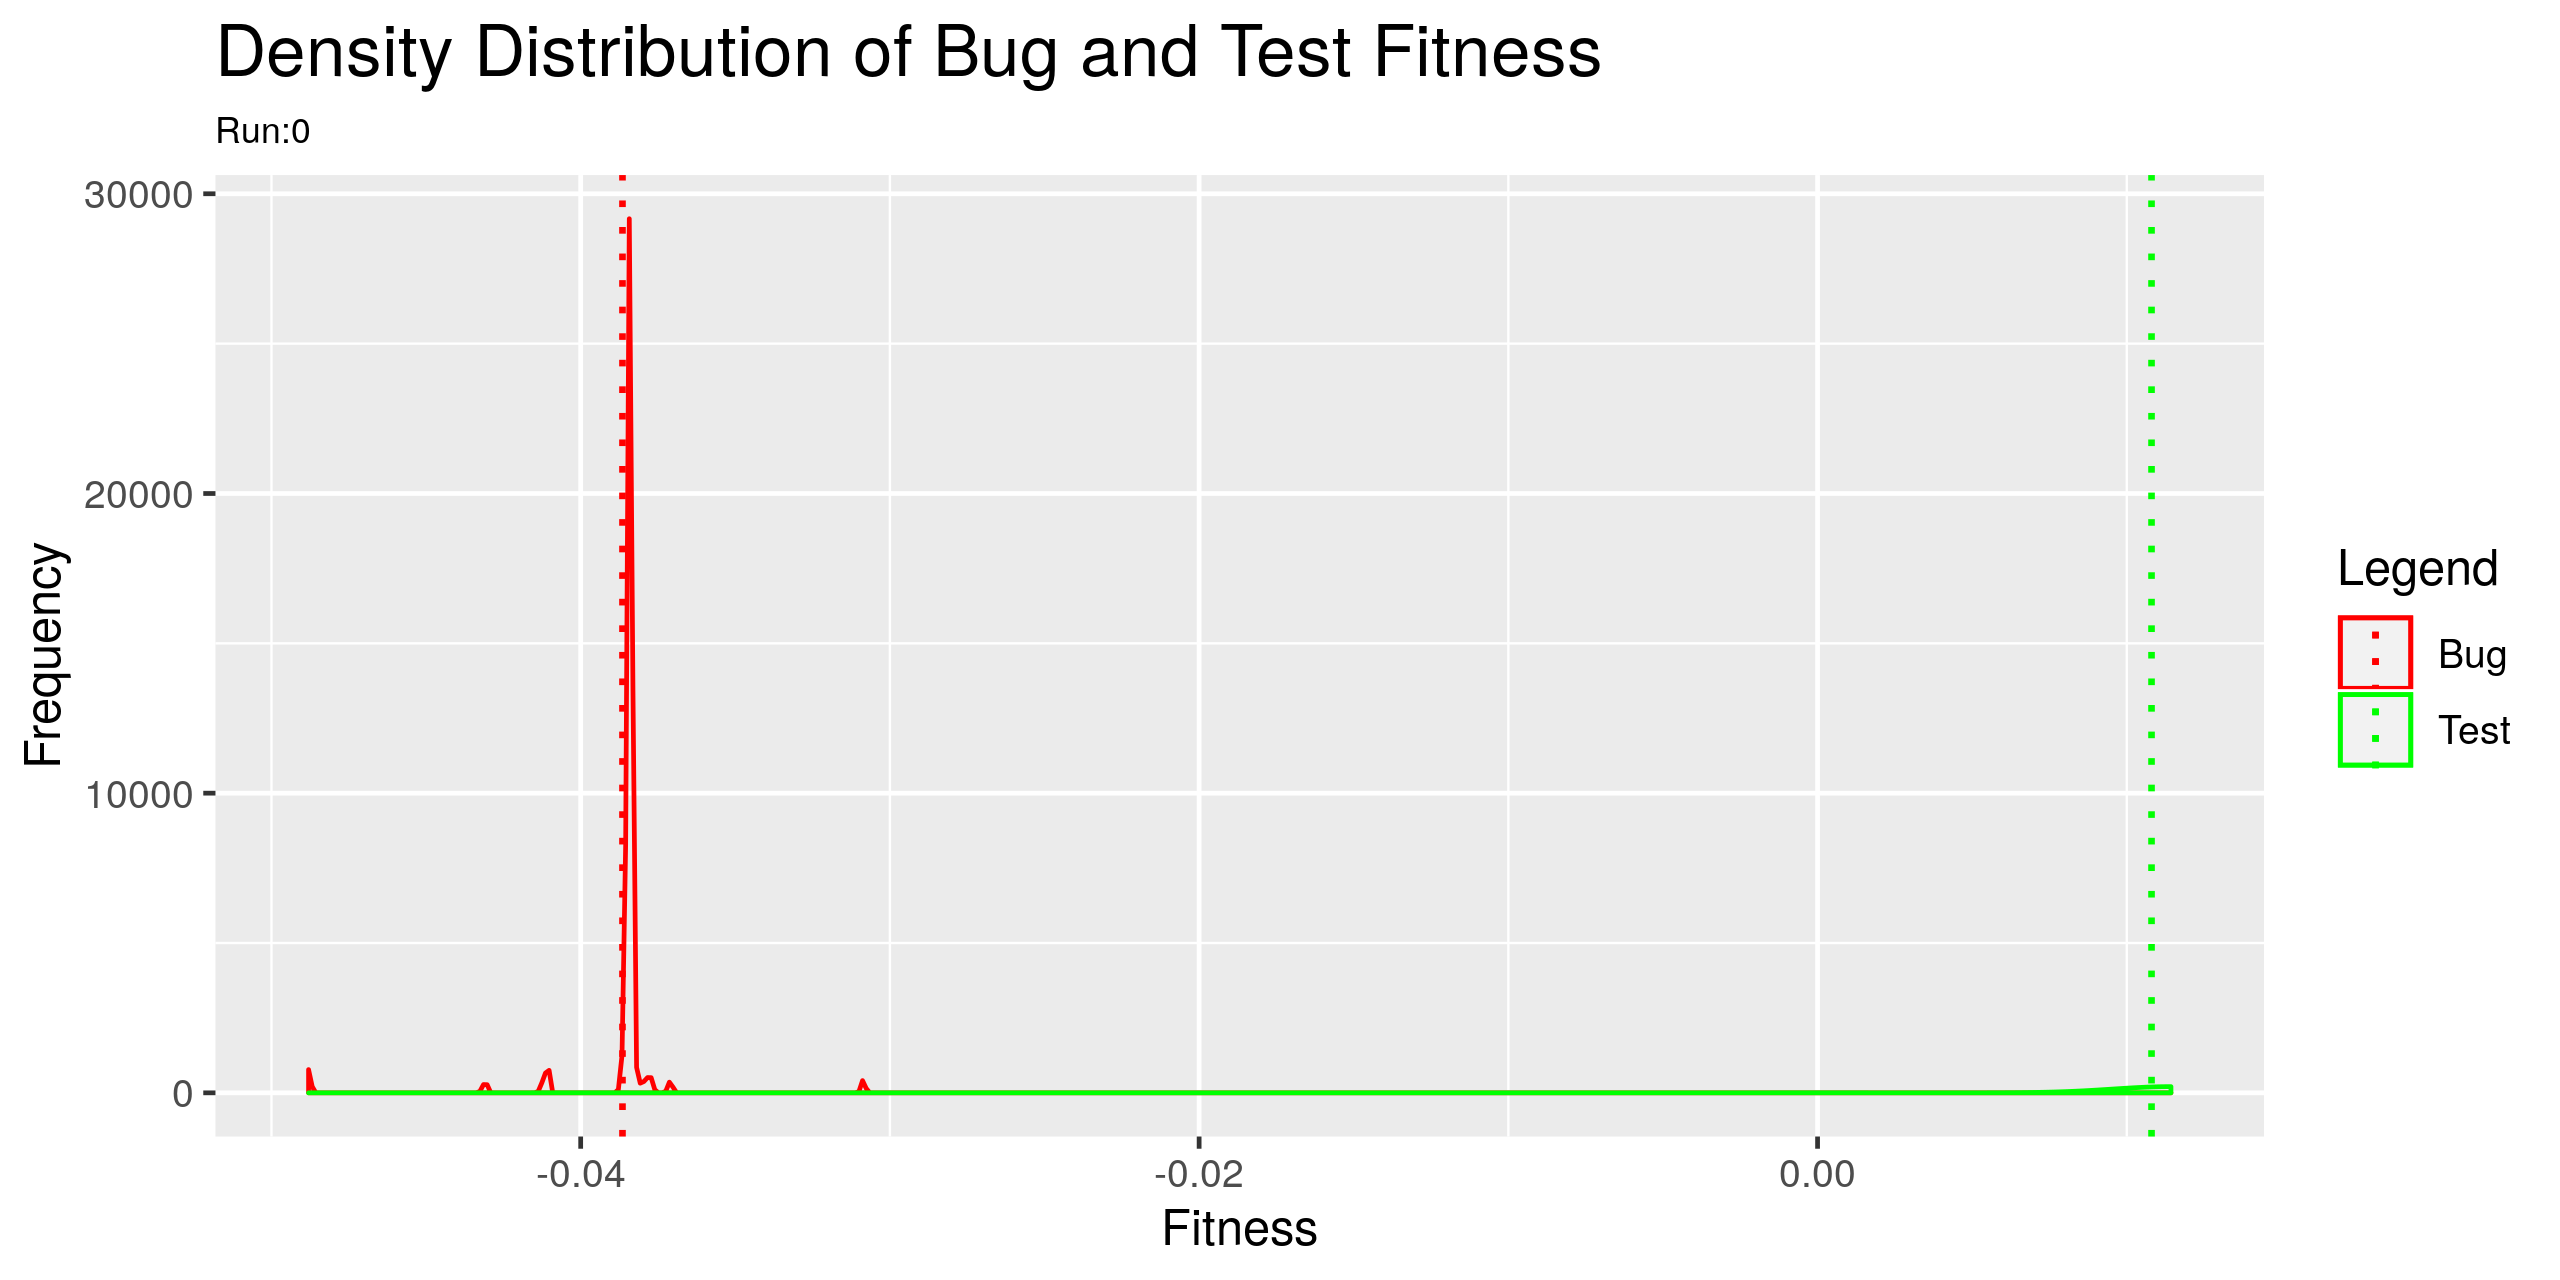 Density Distribution of Bug and Test Fitness
Run:0
30000
20000
10000
0
Frequency
-0.04
-0.02
0.00
Fitness
Legend
Bug
Test